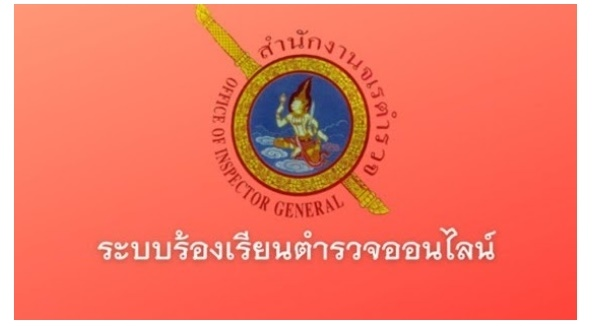 สำนักงานจเรตำรวจ
OFFICE OF INSPECTOR GENERAL
ระบบร้องเรียนตำรวจออนไลน์